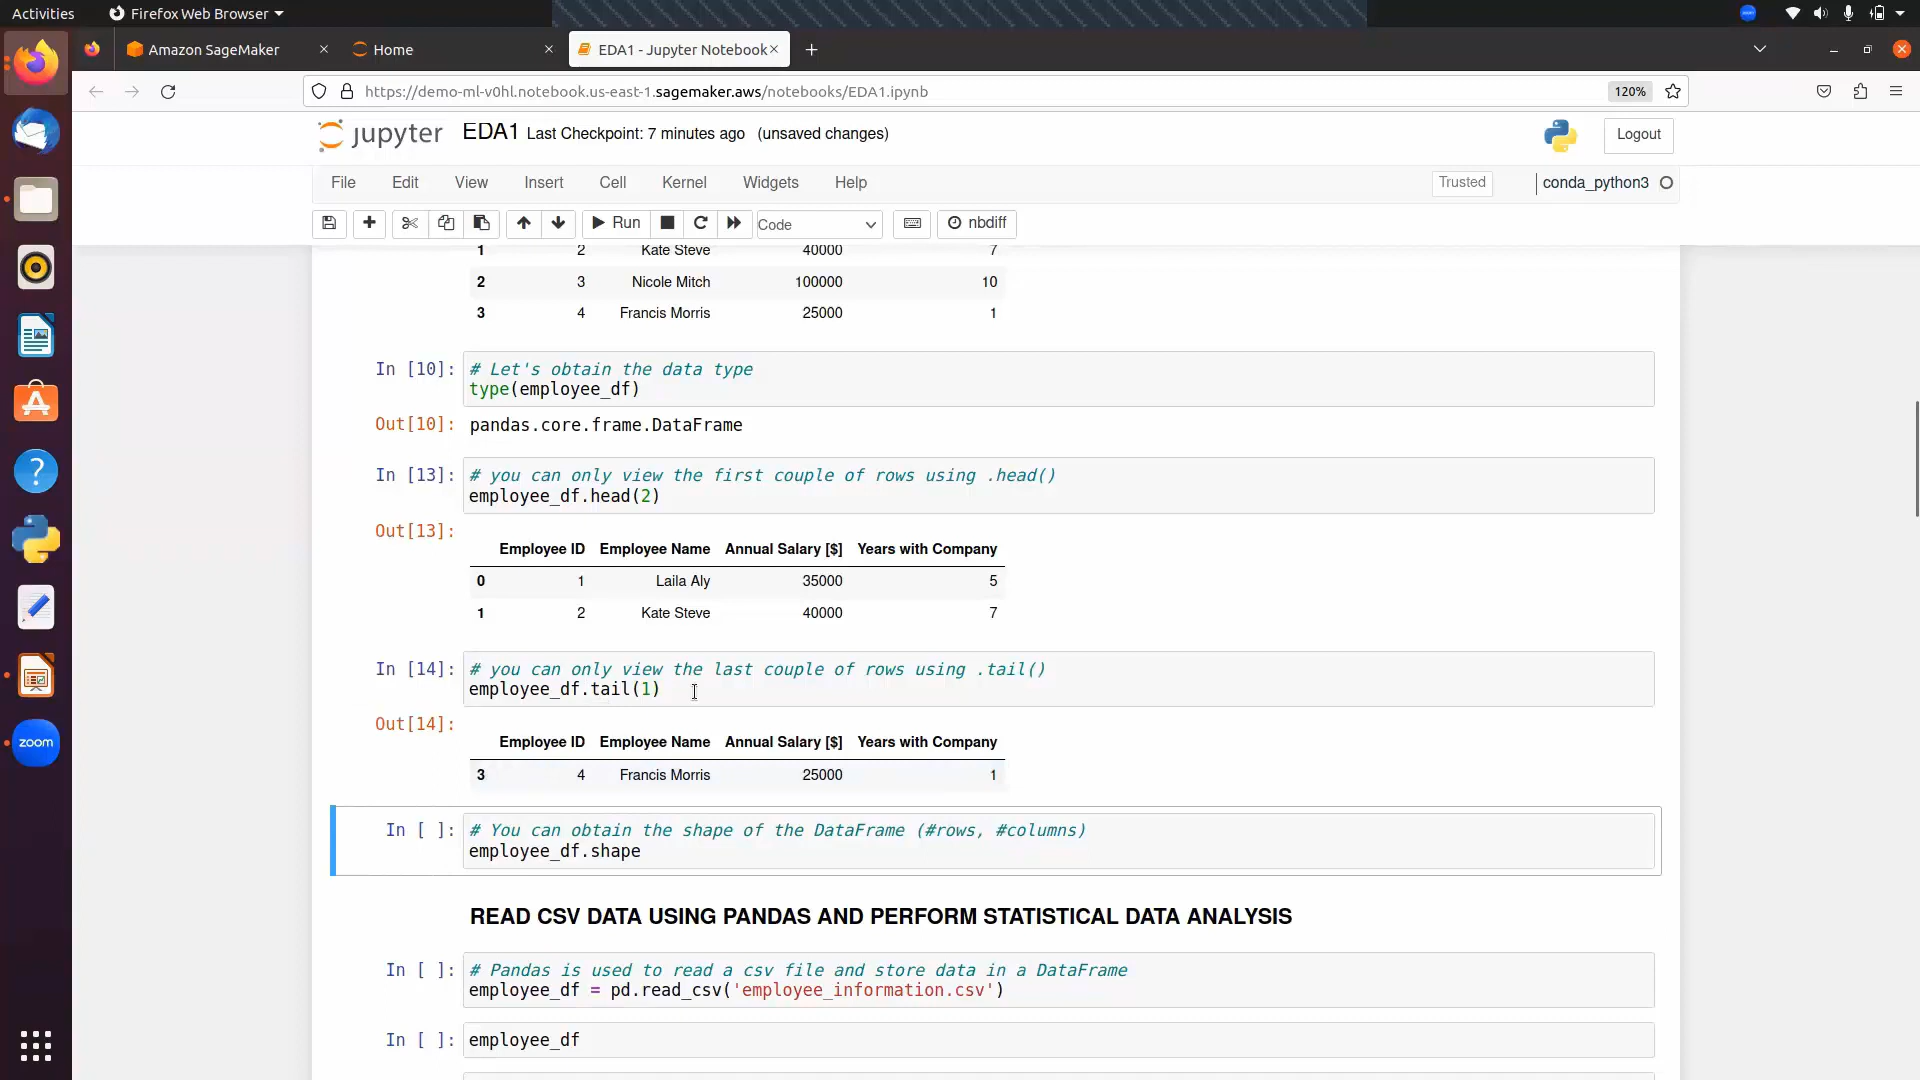 Activities Firefox Web Browser
Amazon SageMaker Home EDA1 - Jupyter Notebook
https://demo-ml-v0hl.notebook.us-east-1.sagemaker.aws/notebooks/EDA1.ipynb 120%
jupyter EDA1 Last Checkpoint: 7 minutes ago (unsaved changes) Logout
File Edit View Insert Cell Kernel Widgets Help Trusted conda_python3
Run Code nbdiff
1 2 Kate Steve 40000 7
2 3 Nicole Mitch 100000 10
3 4 Francis Morris 25000 1
In [10]: # Let's obtain the data type
type(employee_df)
Out[10]: pandas.core.frame.DataFrame
In [13]: # you can only view the first couple of rows using .head()
employee_df.head(2)
Out[13]:
Employee ID Employee Name Annual Salary [$] Years with Company
0 1 Laila Aly 35000 5
1 2 Kate Steve 40000 7
In [14]: # you can only view the last couple of rows using .tail()
employee_df.tail(1)
Out[14]:
Employee ID Employee Name Annual Salary [$] Years with Company
3 4 Francis Morris 25000 1
In [ ]: # You can obtain the shape of the DataFrame (#rows, #columns)
employee_df.shape
READ CSV DATA USING PANDAS AND PERFORM STATISTICAL DATA ANALYSIS
In [ ]: # Pandas is used to read a csv file and store data in a DataFrame
employee_df = pd.read_csv('employee_information.csv')
In [ ]: employee_df
zoom